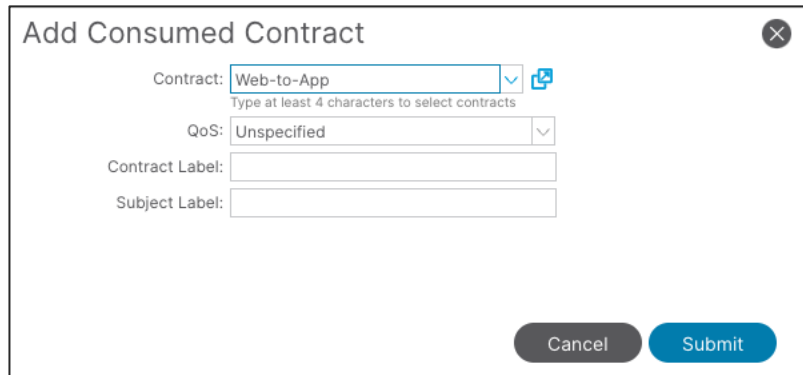 Add Consumed Contract
Contract: Web-to-App
Type at least 4 characters to select contracts
QoS: Unspecified
Contract Label:
Subject Label:
Cancel Submit